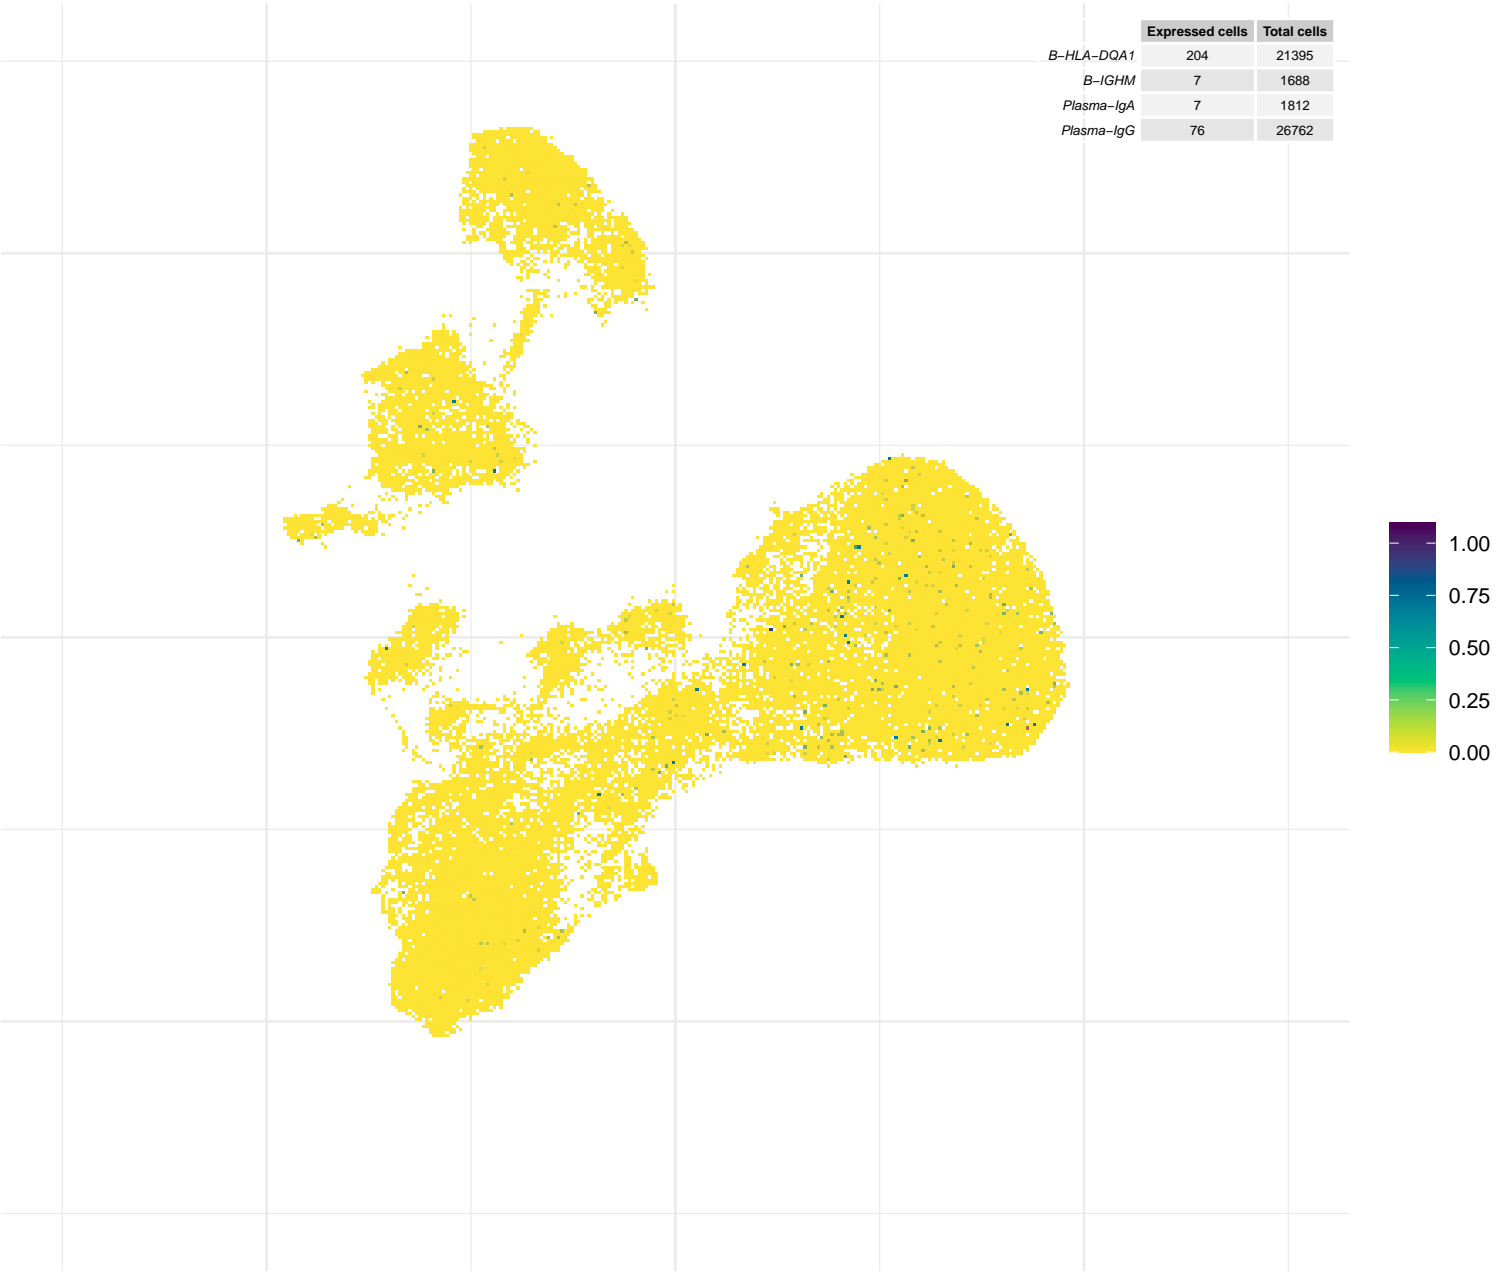 Expressed cells Total cells
B−HLA−DQA1 204 21395
B−IGHM 7 1688
Plasma−IgA 7 1812
Plasma−IgG 76 26762
1.00
0.75
0.50
0.25
0.00